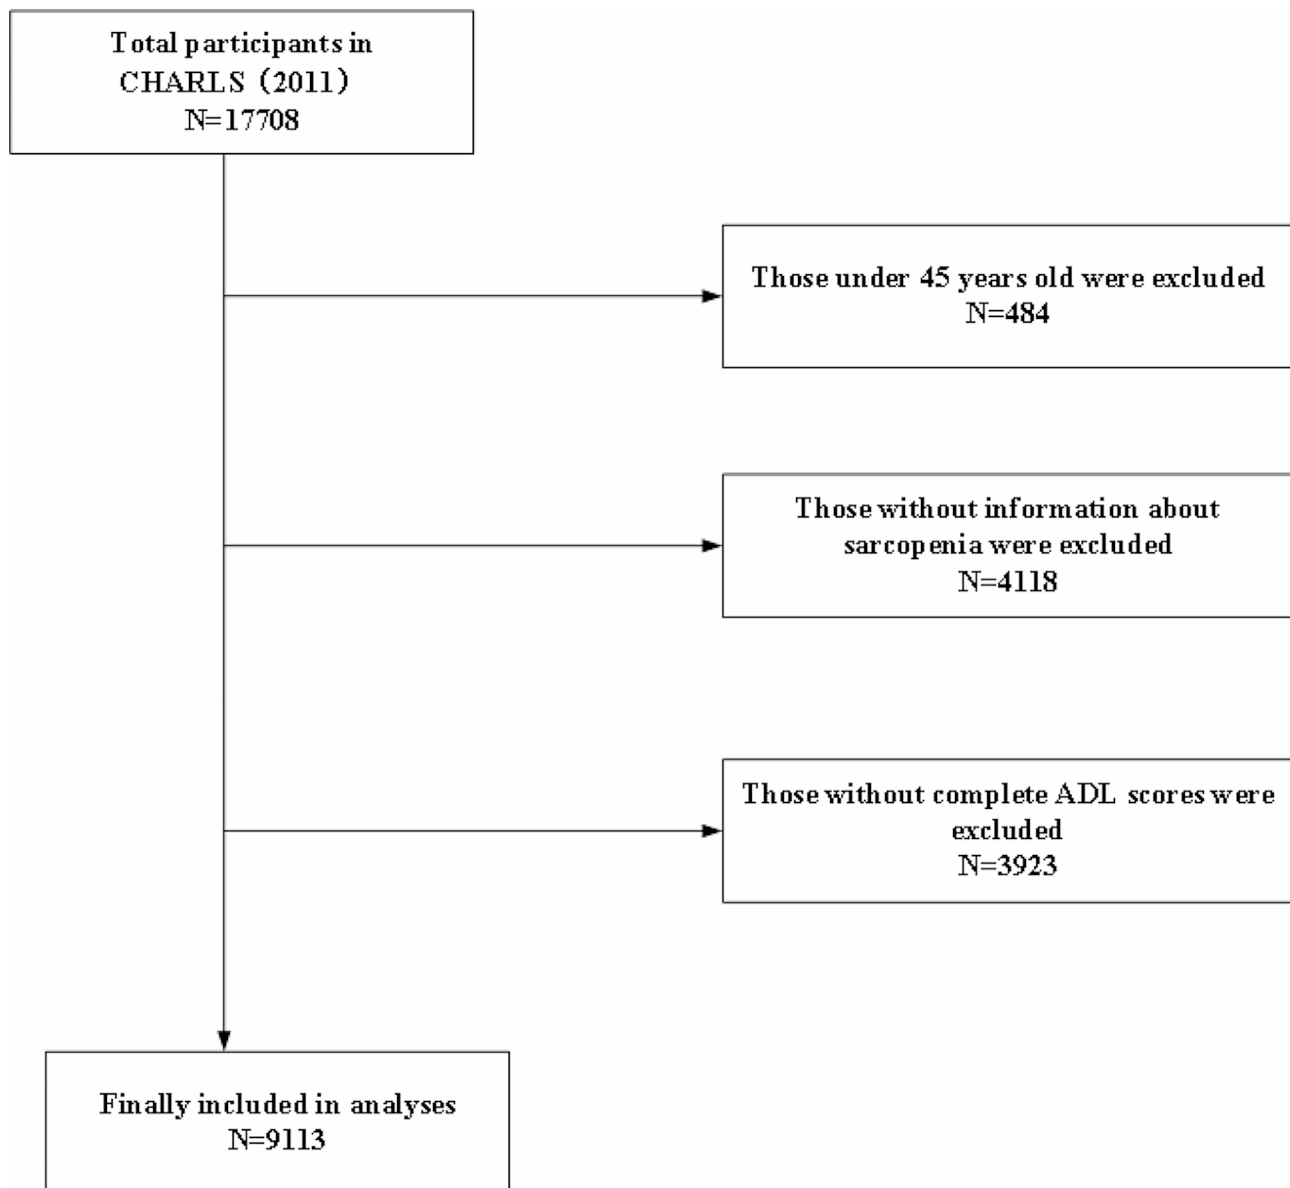 Total participants in
CHARLS（2011）
N=17708
Those under 45 years old were excluded
N=484
Those without information about
sarcopenia were excluded
N=4118
Those without complete ADL scores were
excluded
N=3923
Finally included in analyses
N=9113